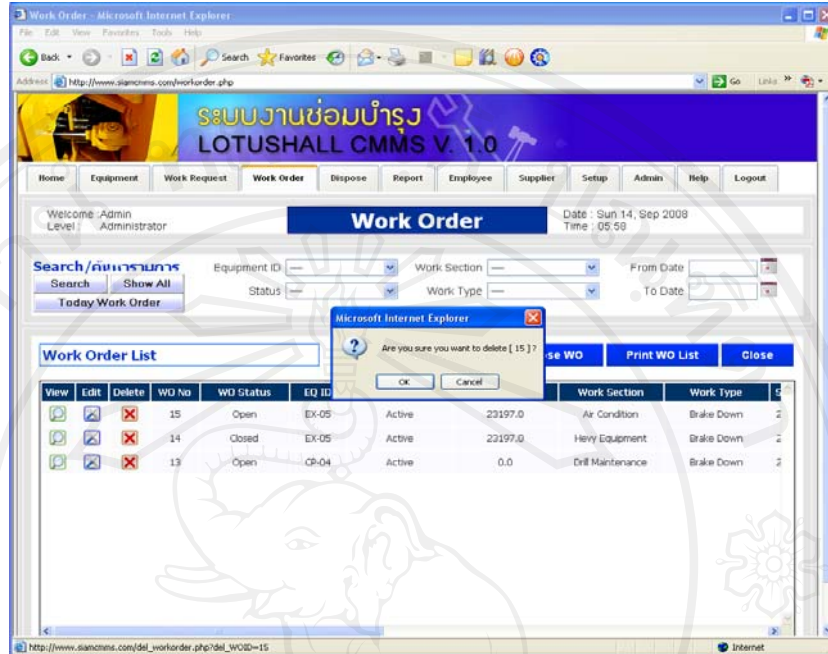 Work Order - Microsoft Internet Explorer
File Edit View Favorites Tools Help
Back Search Favorites
Address http://www.siamcmms.com/workorder.php Go Links »
ระบบงานซ่อมบำรุง
LOTUSHALL CMMS V. 1.0
Home Equipment Work Request Work Order Dispose Report Employee Supplier Setup Admin Help Logout
Welcome :Admin
Level : Administrator
Work Order
Date : Sun 14, Sep 2008
Time : 05:58
Search/ค้นหารายการ Equipment ID Work Section From Date
Search Show All Status Work Type To Date
Today Work Order
Microsoft Internet Explorer
Are you sure you want to delete [ 15 ]?
OK Cancel
Work Order List se WO Print WO List Close
View Edit Delete WO No WO Status EQ ID Work Section Work Type S
15 Open EX-05 Active 23197.0 Air Condition Brake Down 2
14 Closed EX-05 Active 23197.0 Hevy Equipment Brake Down 2
13 Open CP-04 Active 0.0 Drill Maintenance Brake Down 2
http://www.siamcmms.com/del_workorder.php?del_WOID=15 Internet